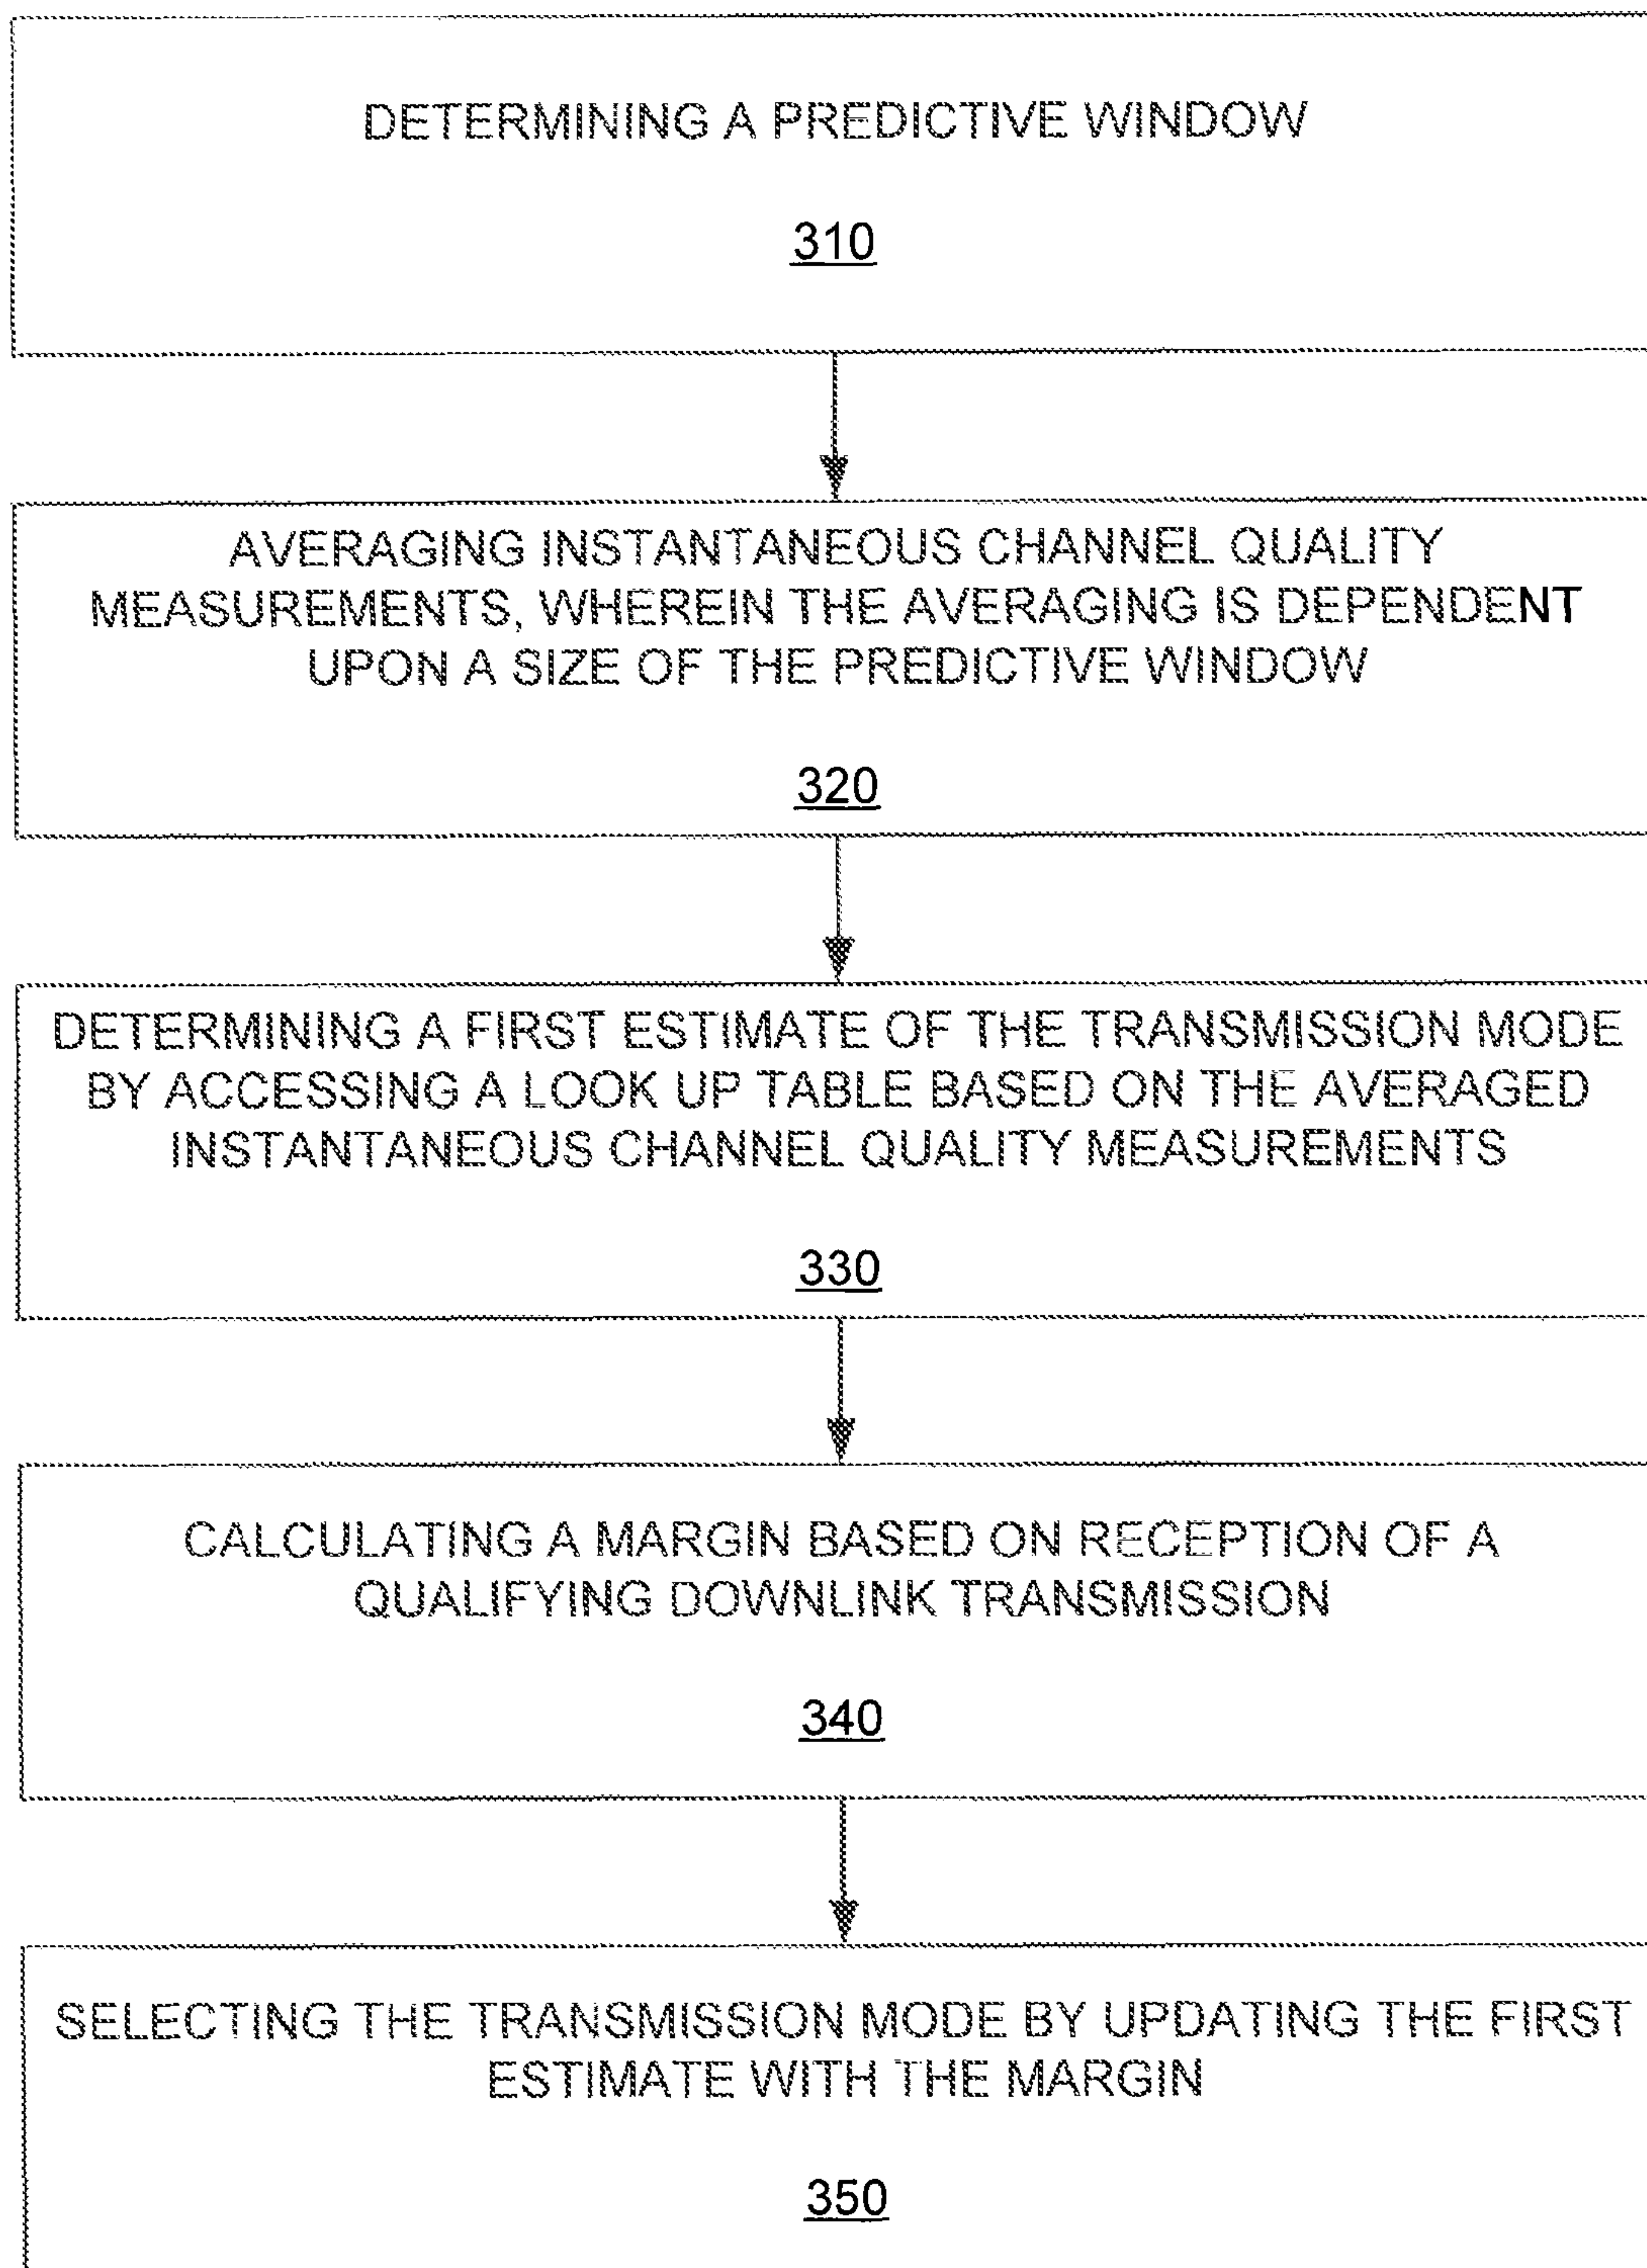 DETERMINING A PREDICTIVE WINDOW
310
AVERAGING INSTANTANEOUS CHANNEL QUALITY
MEASUREMENTS, WHEREIN THE AVERAGING IS DEPENDENT
UPON A SIZE OF THE PREDICTIVE WINDOW
320
DETERMINING A FIRST ESTIMATE OF THE TRANSMISSION MODE
BY ACCESSING A LOOK UP TABLE BASED ON THE AVERAGED
INSTANTANEOUS CHANNEL QUALITY MEASUREMENTS
330
CALCULATING A MARGIN BASED ON RECEPTION OF A
QUALIFYING DOWNLINK TRANSMISSION
340
SELECTING THE TRANSMISSION MODE BY UPDATING THE FIRST
ESTIMATE WITH THE MARGIN
350